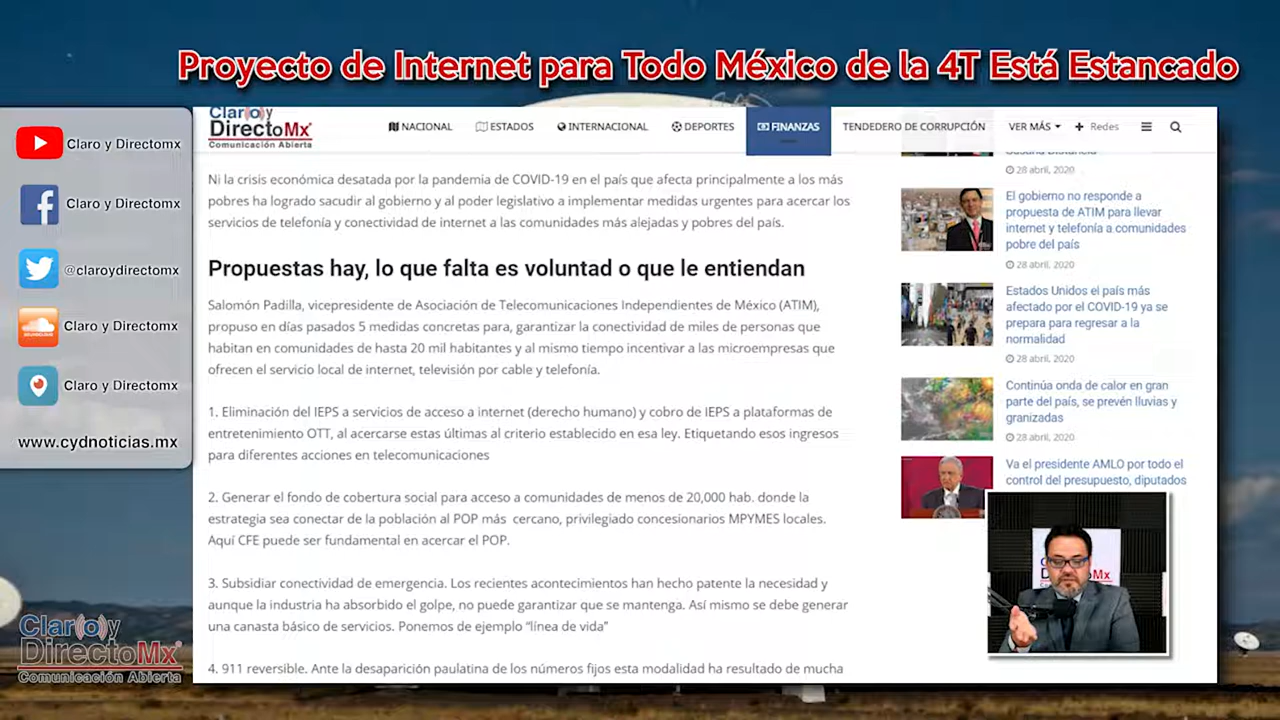 Proyecto de Internet para Todo México de la 4T Está Estancado
Claro y Directomx
Claro y Directomx
@claroydirectomx
Claro y Directomx
Claro y Directomx
www.cydnoticias.mx
Claro y
DirectoMx
Comunicación Abierta
NACIONAL ESTADOS INTERNACIONAL DEPORTES FINANZAS TENDEDERO DE CORRUPCIÓN VER MÁS + Redes
Ni la crisis económica desatada por la pandemia de COVID-19 en el país que afecta principalmente a los más
pobres ha logrado sacudir al gobierno y al poder legislativo a implementar medidas urgentes para acercar los
servicios de telefonía y conectividad de internet a las comunidades más alejadas y pobres del país.
Propuestas hay, lo que falta es voluntad o que le entiendan
Salomón Padilla, vicepresidente de Asociación de Telecomunicaciones Independientes de México (ATIM),
propuso en días pasados 5 medidas concretas para, garantizar la conectividad de miles de personas que
habitan en comunidades de hasta 20 mil habitantes y al mismo tiempo incentivar a las microempresas que
ofrecen el servicio local de internet, televisión por cable y telefonía.
1. Eliminación del IEPS a servicios de acceso a internet (derecho humano) y cobro de IEPS a plataformas de
entretenimiento OTT, al acercarse estas últimas al criterio establecido en esa ley. Etiquetando esos ingresos
para diferentes acciones en telecomunicaciones
2. Generar el fondo de cobertura social para acceso a comunidades de menos de 20,000 hab. donde la
estrategia sea conectar de la población al POP más cercano, privilegiado concesionarios MPYMES locales.
Aquí CFE puede ser fundamental en acercar el POP.
3. Subsidiar conectividad de emergencia. Los recientes acontecimientos han hecho patente la necesidad y
aunque la industria ha absorbido el golpe, no puede garantizar que se mantenga. Así mismo se debe generar
una canasta básico de servicios. Ponemos de ejemplo “línea de vida”
4. 911 reversible. Ante la desaparición paulatina de los números fijos esta modalidad ha resultado de mucha
28 abril, 2020
El gobierno no responde a
propuesta de ATIM para llevar
internet y telefonía a comunidades
pobre del país
28 abril, 2020
Estados Unidos el país más
afectado por el COVID-19 ya se
prepara para regresar a la
normalidad
28 abril, 2020
Continúa onda de calor en gran
parte del país, se prevén lluvias y
granizadas
28 abril, 2020
Va el presidente AMLO por todo el
control del presupuesto, diputados
Claro y
DirectoMx
Comunicación Abierta